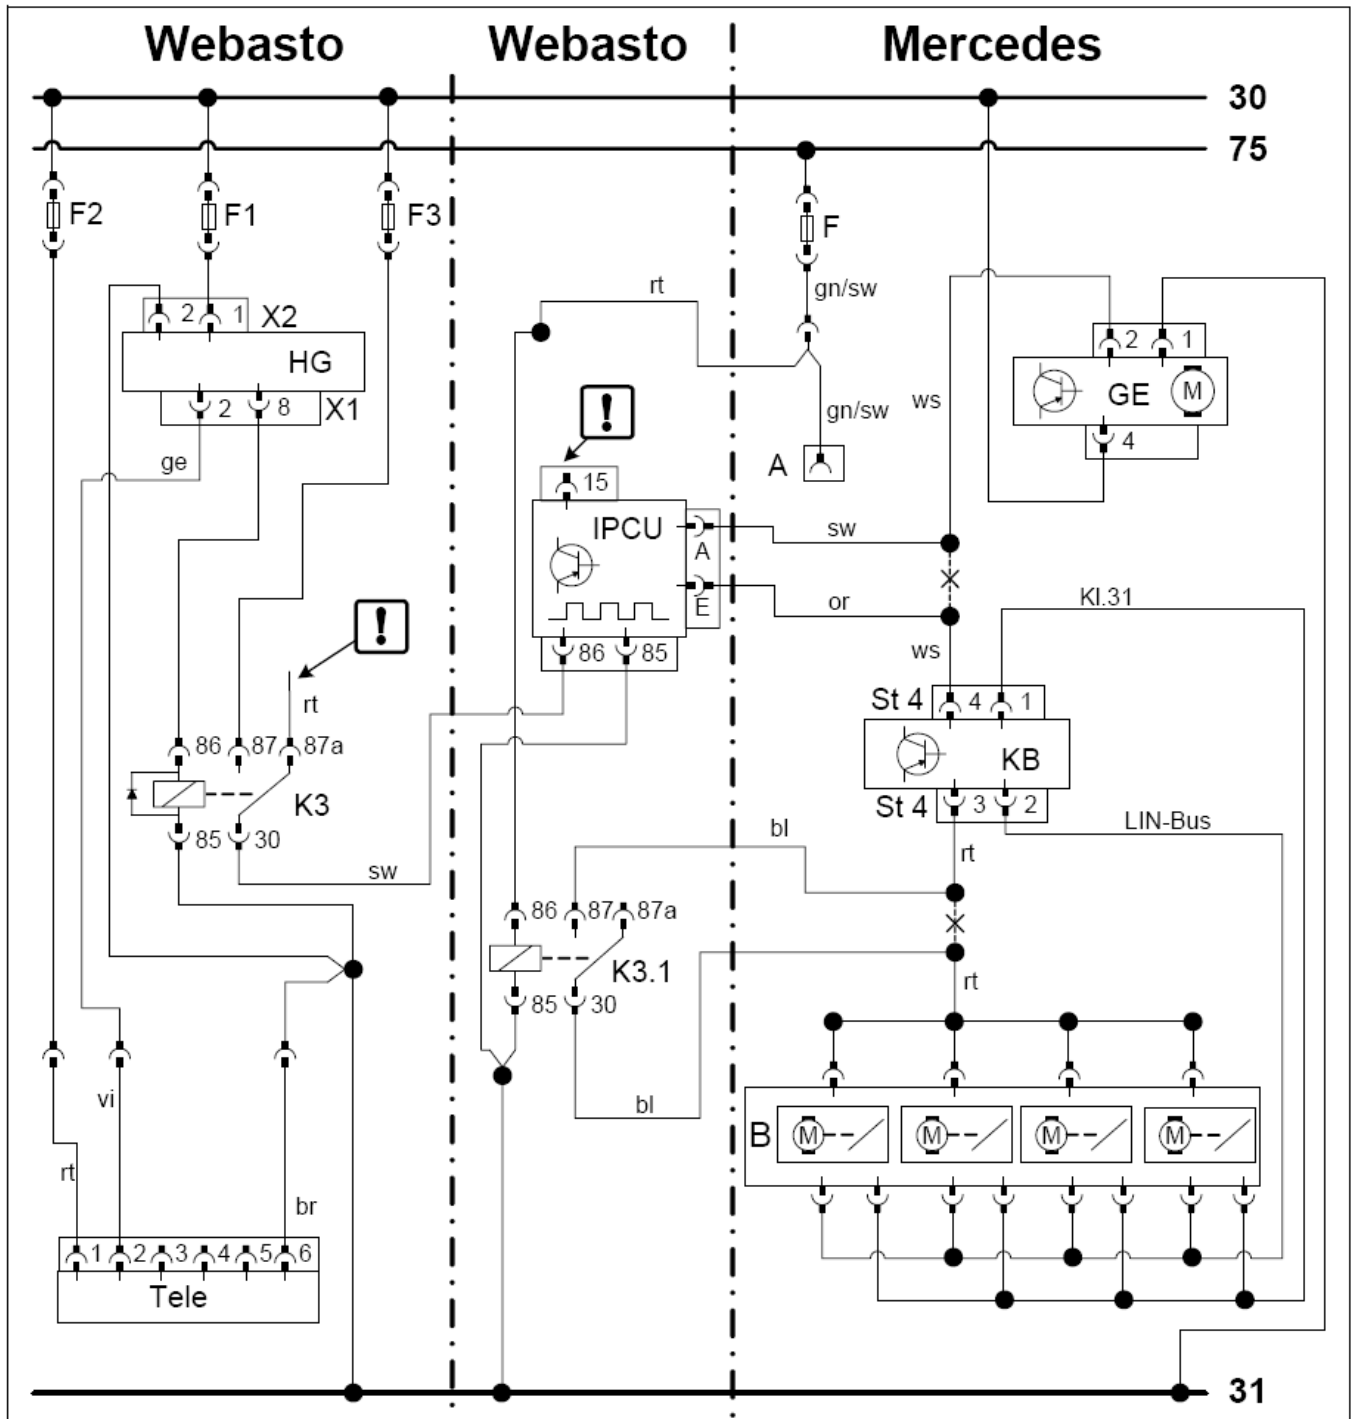 Webasto Webasto Mercedes
30
75
F2 F1 F3 F
rt gn/sw
2 1 X2
HG
2 1
GE M
2 8 X1
ws
gn/sw
4
ge
A
!
15
IPCU
A
sw
E
or
Kl.31
!
86 85
ws
rt
St 4 4 1
86 87 87a
KB
K3
St 4 3 2
85 30
LIN-Bus
bl
rt
sw
86 87 87a
K3.1
rt
85 30
vi
bl
B M M M M
rt
br
1 2 3 4 5 6
Tele
31